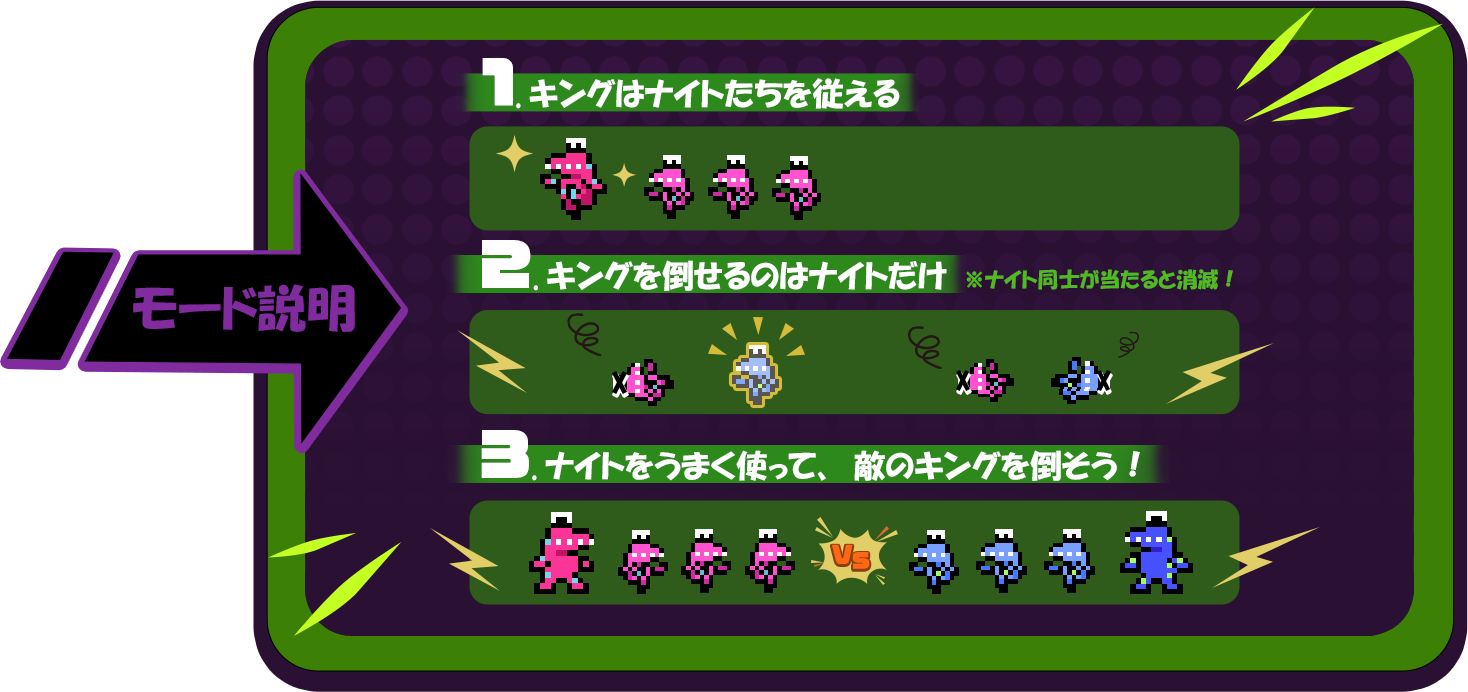 1.キングはナイトたちを従える
モード説明
2.キングを倒せるのはナイトだけ ※ナイト同士が当たると消滅！
3.ナイトをうまく使って、敵のキングを倒そう！
Vs